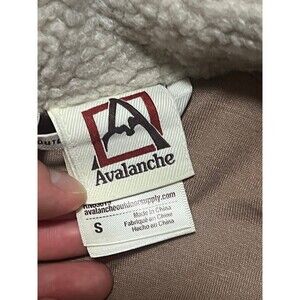 Avalanche
avalancheoutdoorsupply.com
S
Made in China
Fabriqué en Chine
Hecho en China